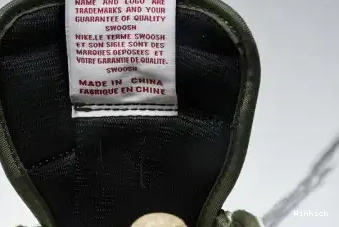 NAME AND LOGO ARE
TRADEMARKS AND YOUR
GUARANTEE OF QUALITY
SWOOSH
NIKE.LE TERME SWOOSH
ET SON SIGLE SONT DES
MARQUES DEPOSEES ET
VOTRE GARANTIE DE QUALITE.
SWOOSH
MADE IN CHINA
FABRIQUE EN CHINE
Winhich